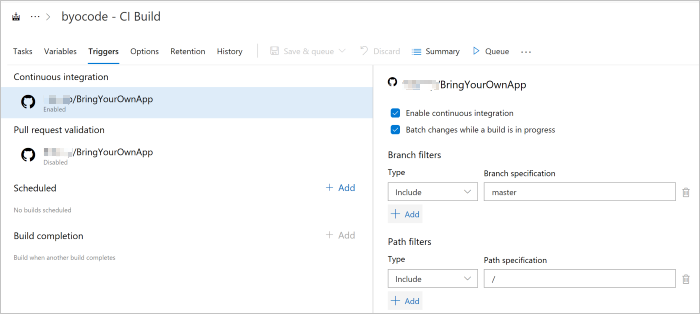 byocode - CI Build
Tasks Variables Triggers Options Retention History Save & queue Discard Summary Queue
Continuous integration
/BringYourOwnApp
Enabled
Pull request validation
/BringYourOwnApp
Disabled
Scheduled + Add
No builds scheduled
Build completion + Add
Build when another build completes
/BringYourOwnApp
Enable continuous integration
Batch changes while a build is in progress
Branch filters
Type Branch specification
Include master
+ Add
Path filters
Type Path specification
Include /
+ Add